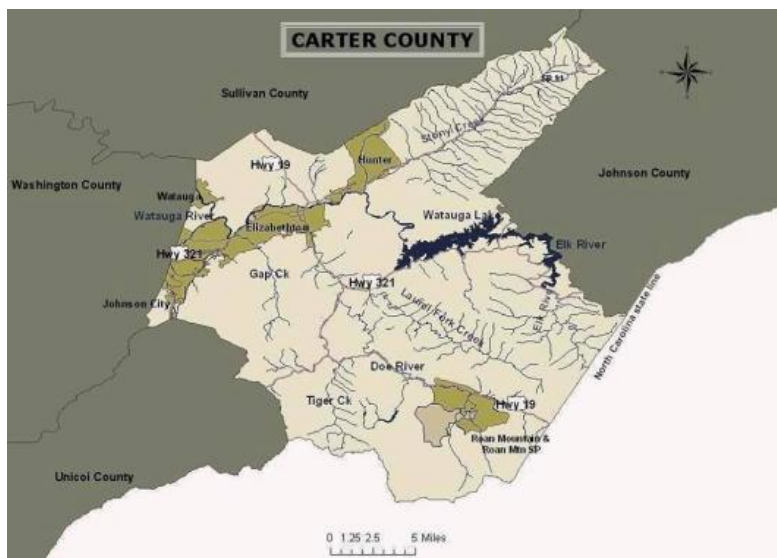 CARTER COUNTY
SR 91
Sullivan County
Stony Creek
Hwy 19
Hunter
Johnson County
Washington County
Watauga
Watauga River
Watauga Lake
Elizabethton
Elk River
Hwy 321
Gap Ck
Hwy 321
Johnson City
Laurel Fork Creek
Elk River
North Carolina state line
Doe River
Tiger Ck
Hwy 19
Roan Mountain &
Roan Mtn SP
Unicoi County
0 1.25 2.5 5 Miles